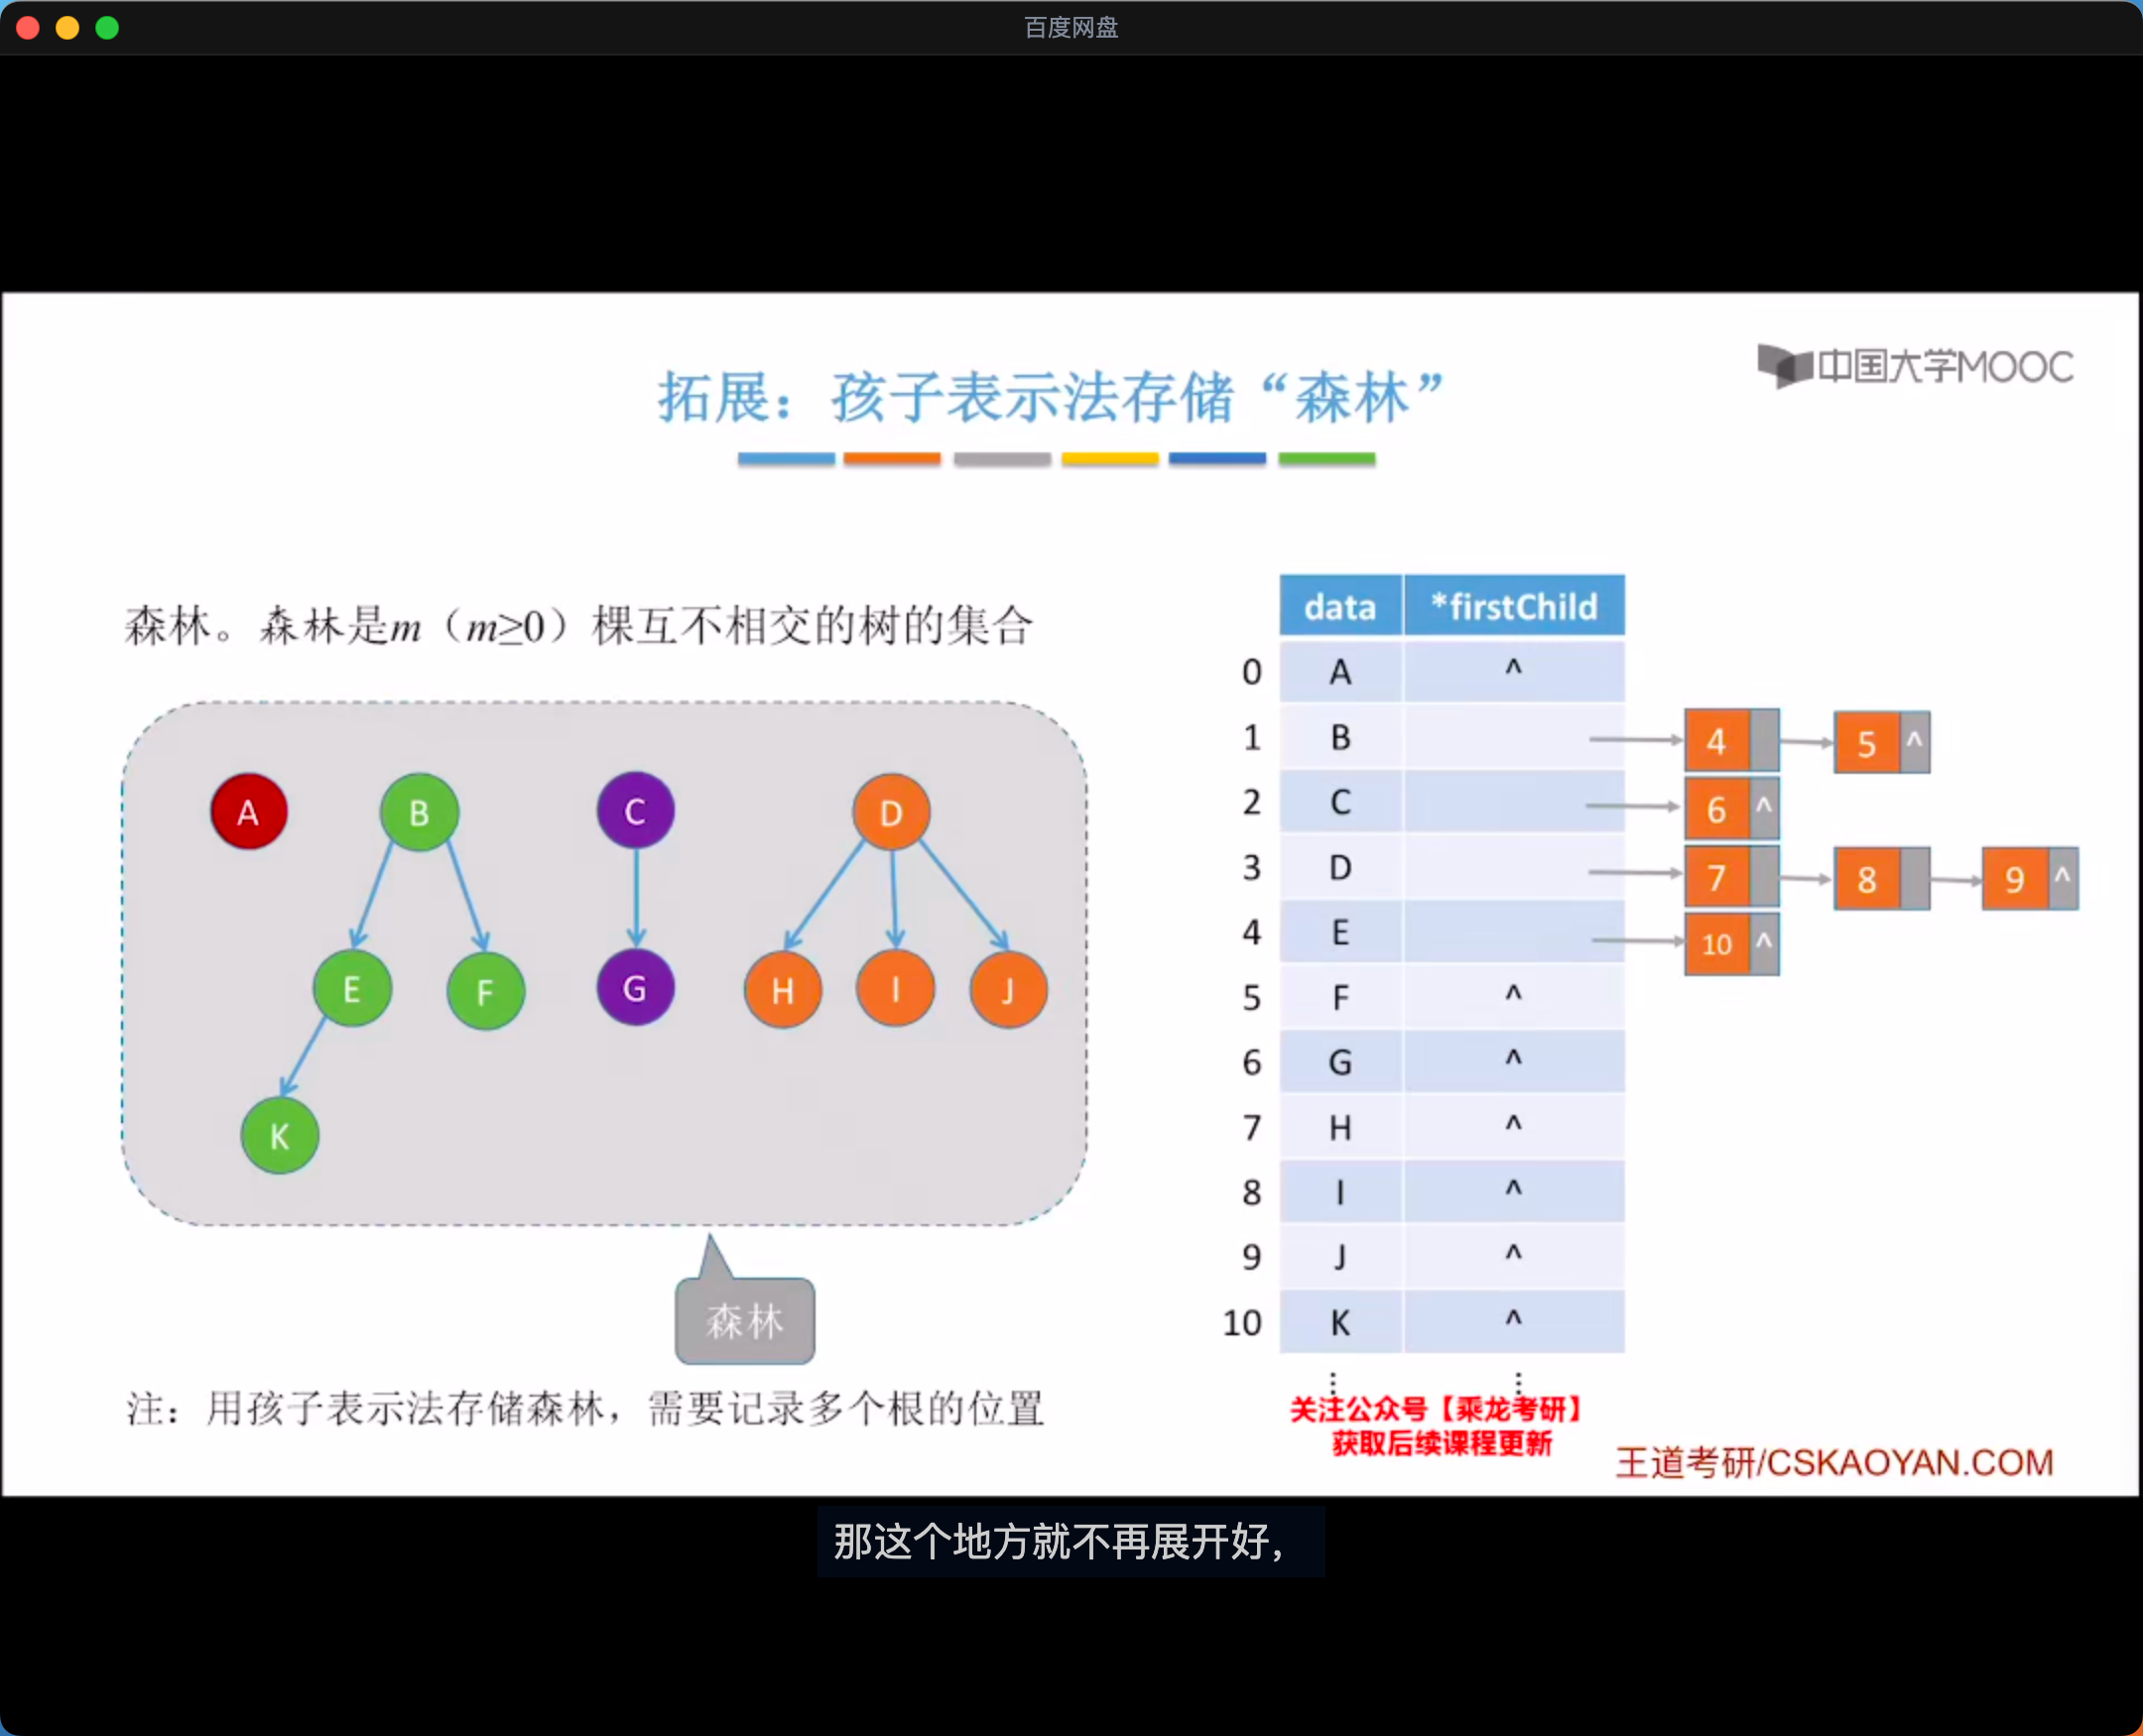 百度网盘
中国大学MOOC
拓展：孩子表示法存储“森林”
森林。森林是m（m≥0）棵互不相交的树的集合
A B C D
E F G H I J
K
森林
注：用孩子表示法存储森林，需要记录多个根的位置
data *firstChild
0 A ^
1 B 4 5 ^
2 C 6 ^
3 D 7 8 9 ^
4 E 10 ^
5 F ^
6 G ^
7 H ^
8 I ^
9 J ^
10 K ^
⋮ ⋮
关注公众号【乘龙考研】
获取后续课程更新
王道考研/CSKAOYAN.COM
那这个地方就不再展开好，